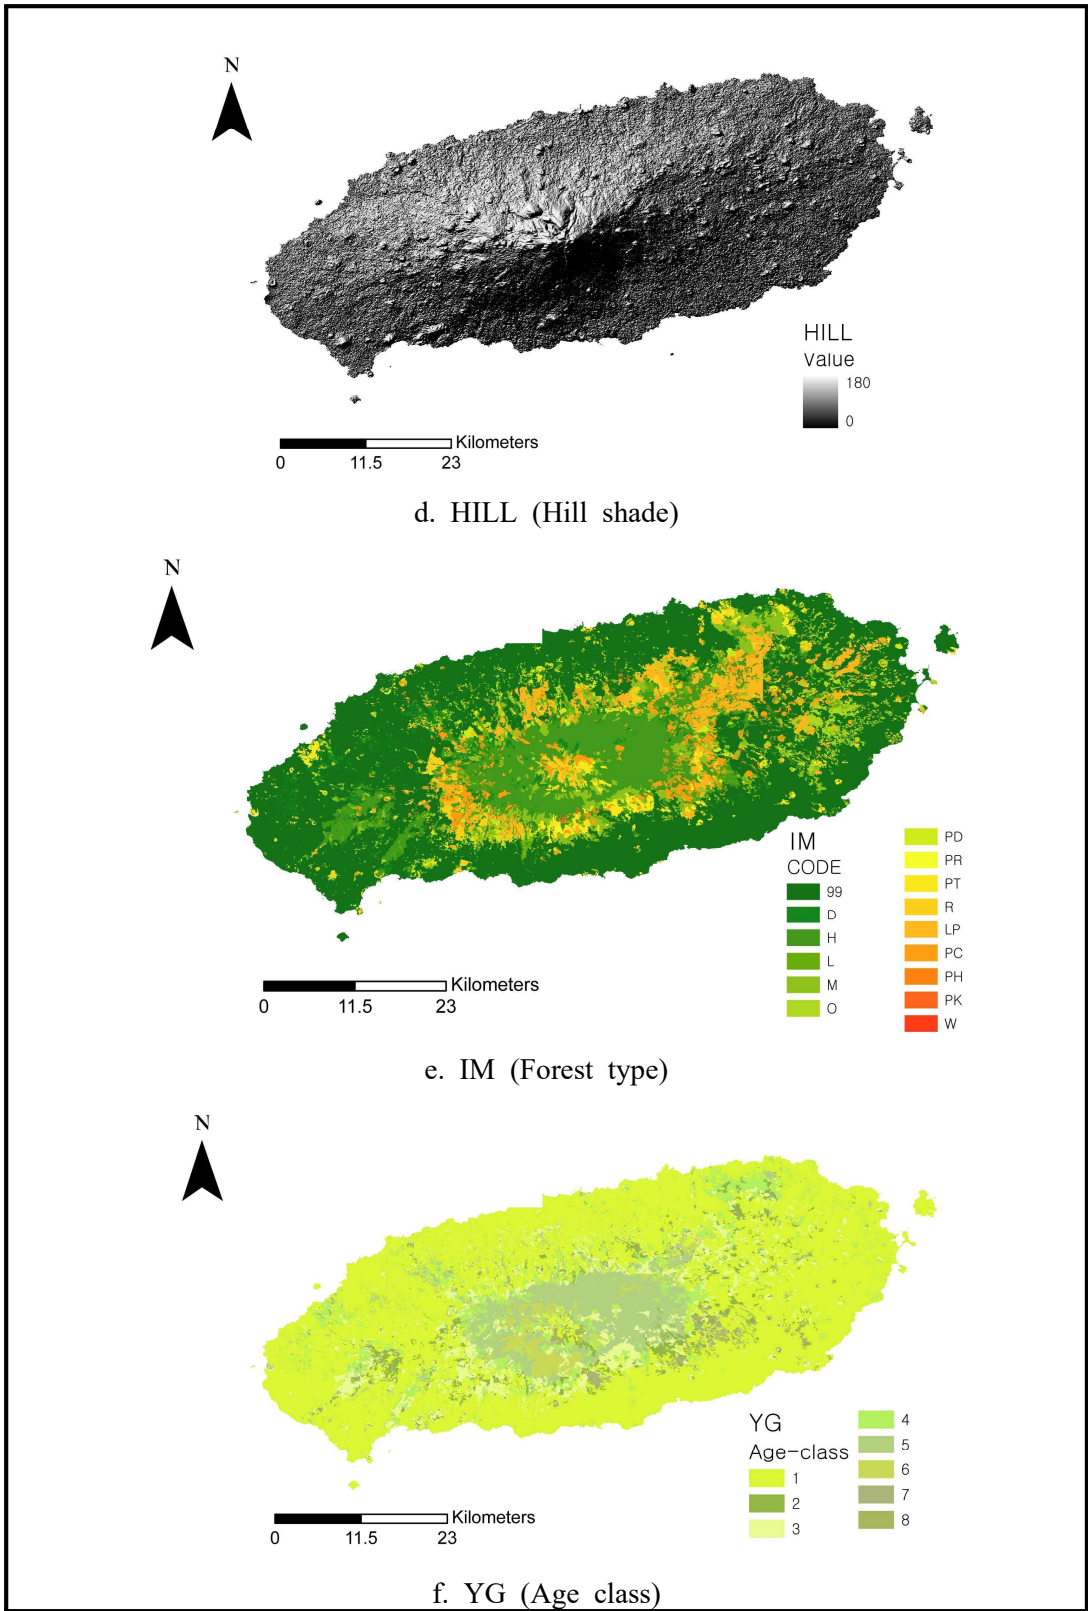 N
HILL
Value
180
0
Kilometers
0 11.5 23
d. HILL (Hill shade)
N
IM
CODE
99
D
H
L
M
O
PD
PR
PT
R
LP
PC
PH
PK
W
Kilometers
0 11.5 23
e. IM (Forest type)
N
YG
Age-class
1
2
3
4
5
6
7
8
Kilometers
0 11.5 23
f. YG (Age class)